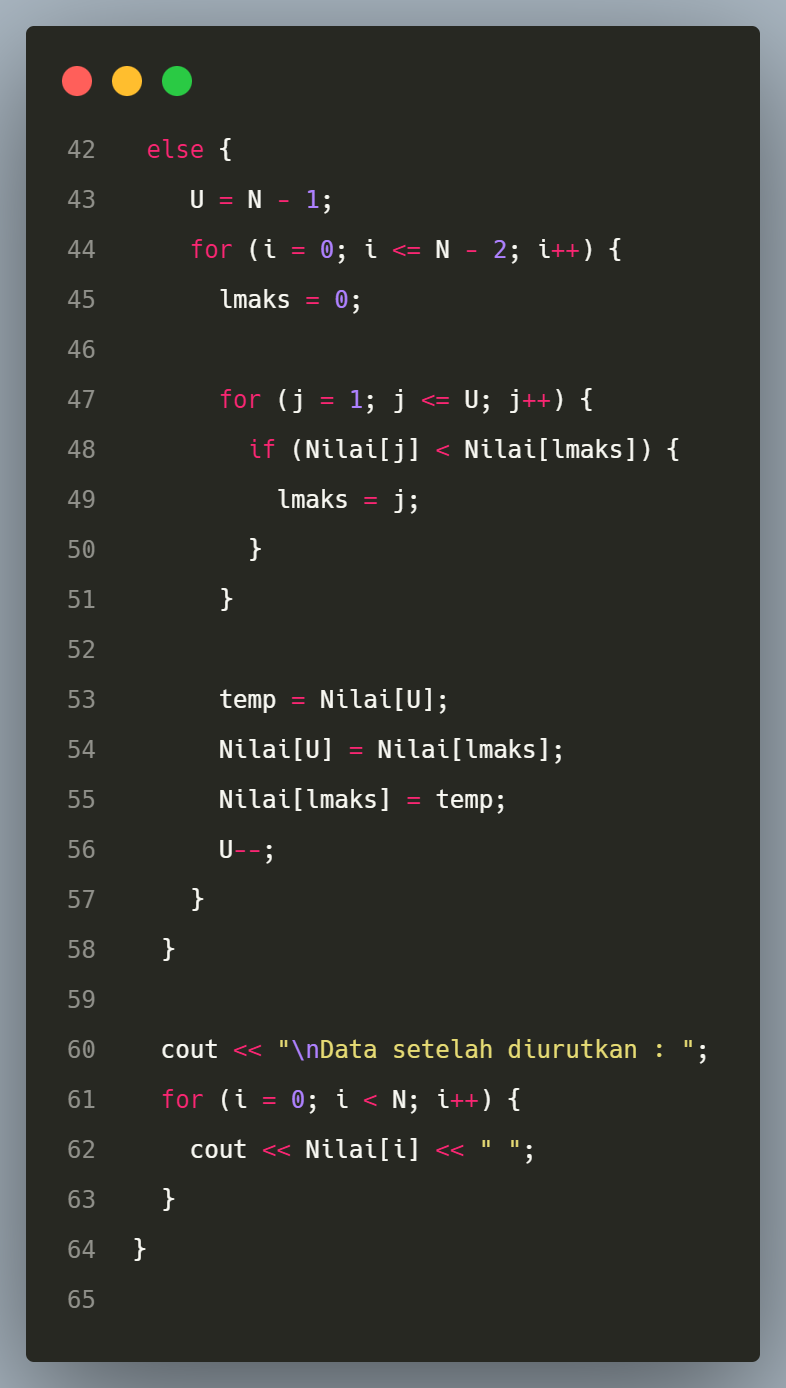 42 else {
43 U = N - 1;
44 for (i = 0; i <= N - 2; i++) {
45 lmaks = 0;
46
47 for (j = 1; j <= U; j++) {
48 if (Nilai[j] < Nilai[lmaks]) {
49 lmaks = j;
50 }
51 }
52
53 temp = Nilai[U];
54 Nilai[U] = Nilai[lmaks];
55 Nilai[lmaks] = temp;
56 U--;
57 }
58 }
59
60 cout << "\nData setelah diurutkan : ";
61 for (i = 0; i < N; i++) {
62 cout << Nilai[i] << " ";
63 }
64 }
65